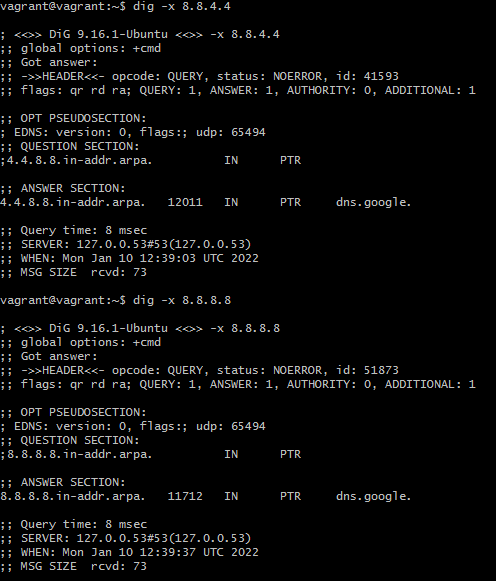 vagrant@vagrant:~$ dig -x 8.8.4.4
; <<>> DiG 9.16.1-Ubuntu <<>> -x 8.8.4.4
;; global options: +cmd
;; Got answer:
;; ->>HEADER<<- opcode: QUERY, status: NOERROR, id: 41593
;; flags: qr rd ra; QUERY: 1, ANSWER: 1, AUTHORITY: 0, ADDITIONAL: 1
;; OPT PSEUDOSECTION:
; EDNS: version: 0, flags:; udp: 65494
;; QUESTION SECTION:
;4.4.8.8.in-addr.arpa. IN PTR
;; ANSWER SECTION:
4.4.8.8.in-addr.arpa. 12011 IN PTR dns.google.
;; Query time: 8 msec
;; SERVER: 127.0.0.53#53(127.0.0.53)
;; WHEN: Mon Jan 10 12:39:03 UTC 2022
;; MSG SIZE rcvd: 73
vagrant@vagrant:~$ dig -x 8.8.8.8
; <<>> DiG 9.16.1-Ubuntu <<>> -x 8.8.8.8
;; global options: +cmd
;; Got answer:
;; ->>HEADER<<- opcode: QUERY, status: NOERROR, id: 51873
;; flags: qr rd ra; QUERY: 1, ANSWER: 1, AUTHORITY: 0, ADDITIONAL: 1
;; OPT PSEUDOSECTION:
; EDNS: version: 0, flags:; udp: 65494
;; QUESTION SECTION:
;8.8.8.8.in-addr.arpa. IN PTR
;; ANSWER SECTION:
8.8.8.8.in-addr.arpa. 11712 IN PTR dns.google.
;; Query time: 8 msec
;; SERVER: 127.0.0.53#53(127.0.0.53)
;; WHEN: Mon Jan 10 12:39:37 UTC 2022
;; MSG SIZE rcvd: 73